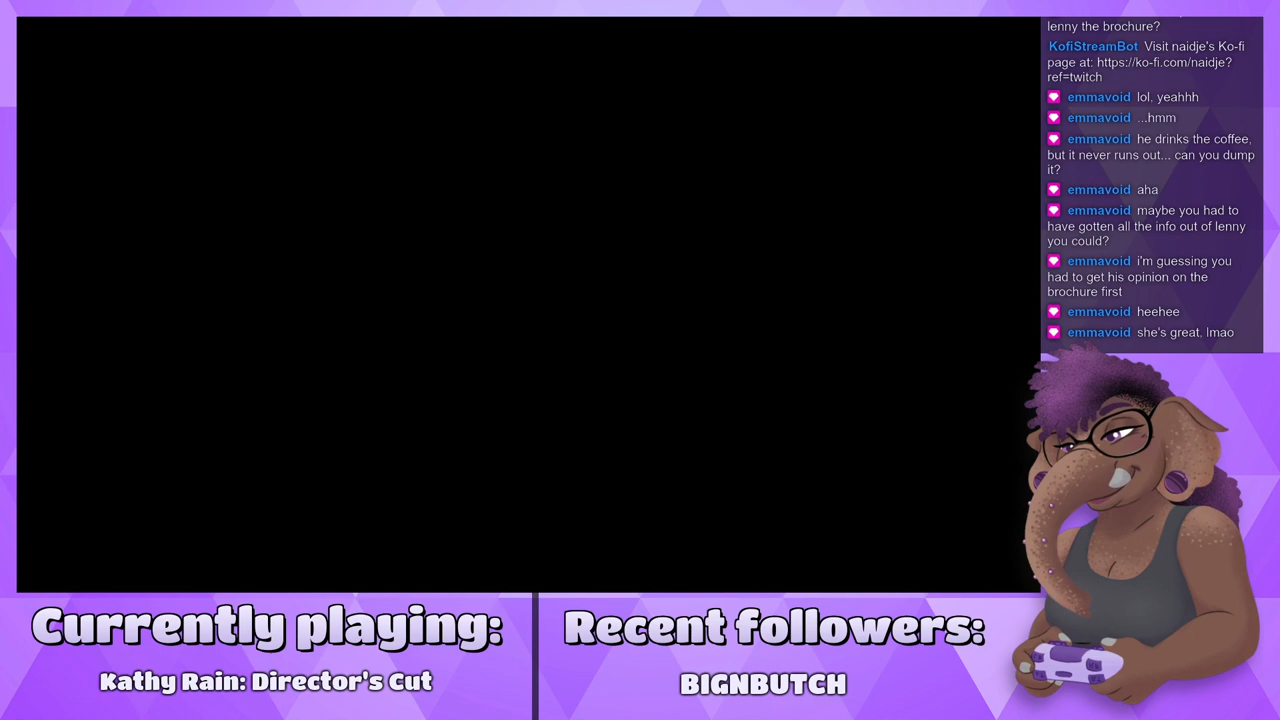 lenny the brochure?
KofiStreamBot Visit naidje's Ko-fi
page at: https://ko-fi.com/naidje?
ref=twitch
emmavoid lol, yeahhh
emmavoid ...hmm
emmavoid he drinks the coffee,
but it never runs out... can you dump
it?
emmavoid aha
emmavoid maybe you had to
have gotten all the info out of lenny
you could?
emmavoid i'm guessing you
had to get his opinion on the
brochure first
emmavoid heehee
emmavoid she's great, lmao
Currently playing:
Kathy Rain: Director's Cut
Recent followers:
BIGNBUTCH